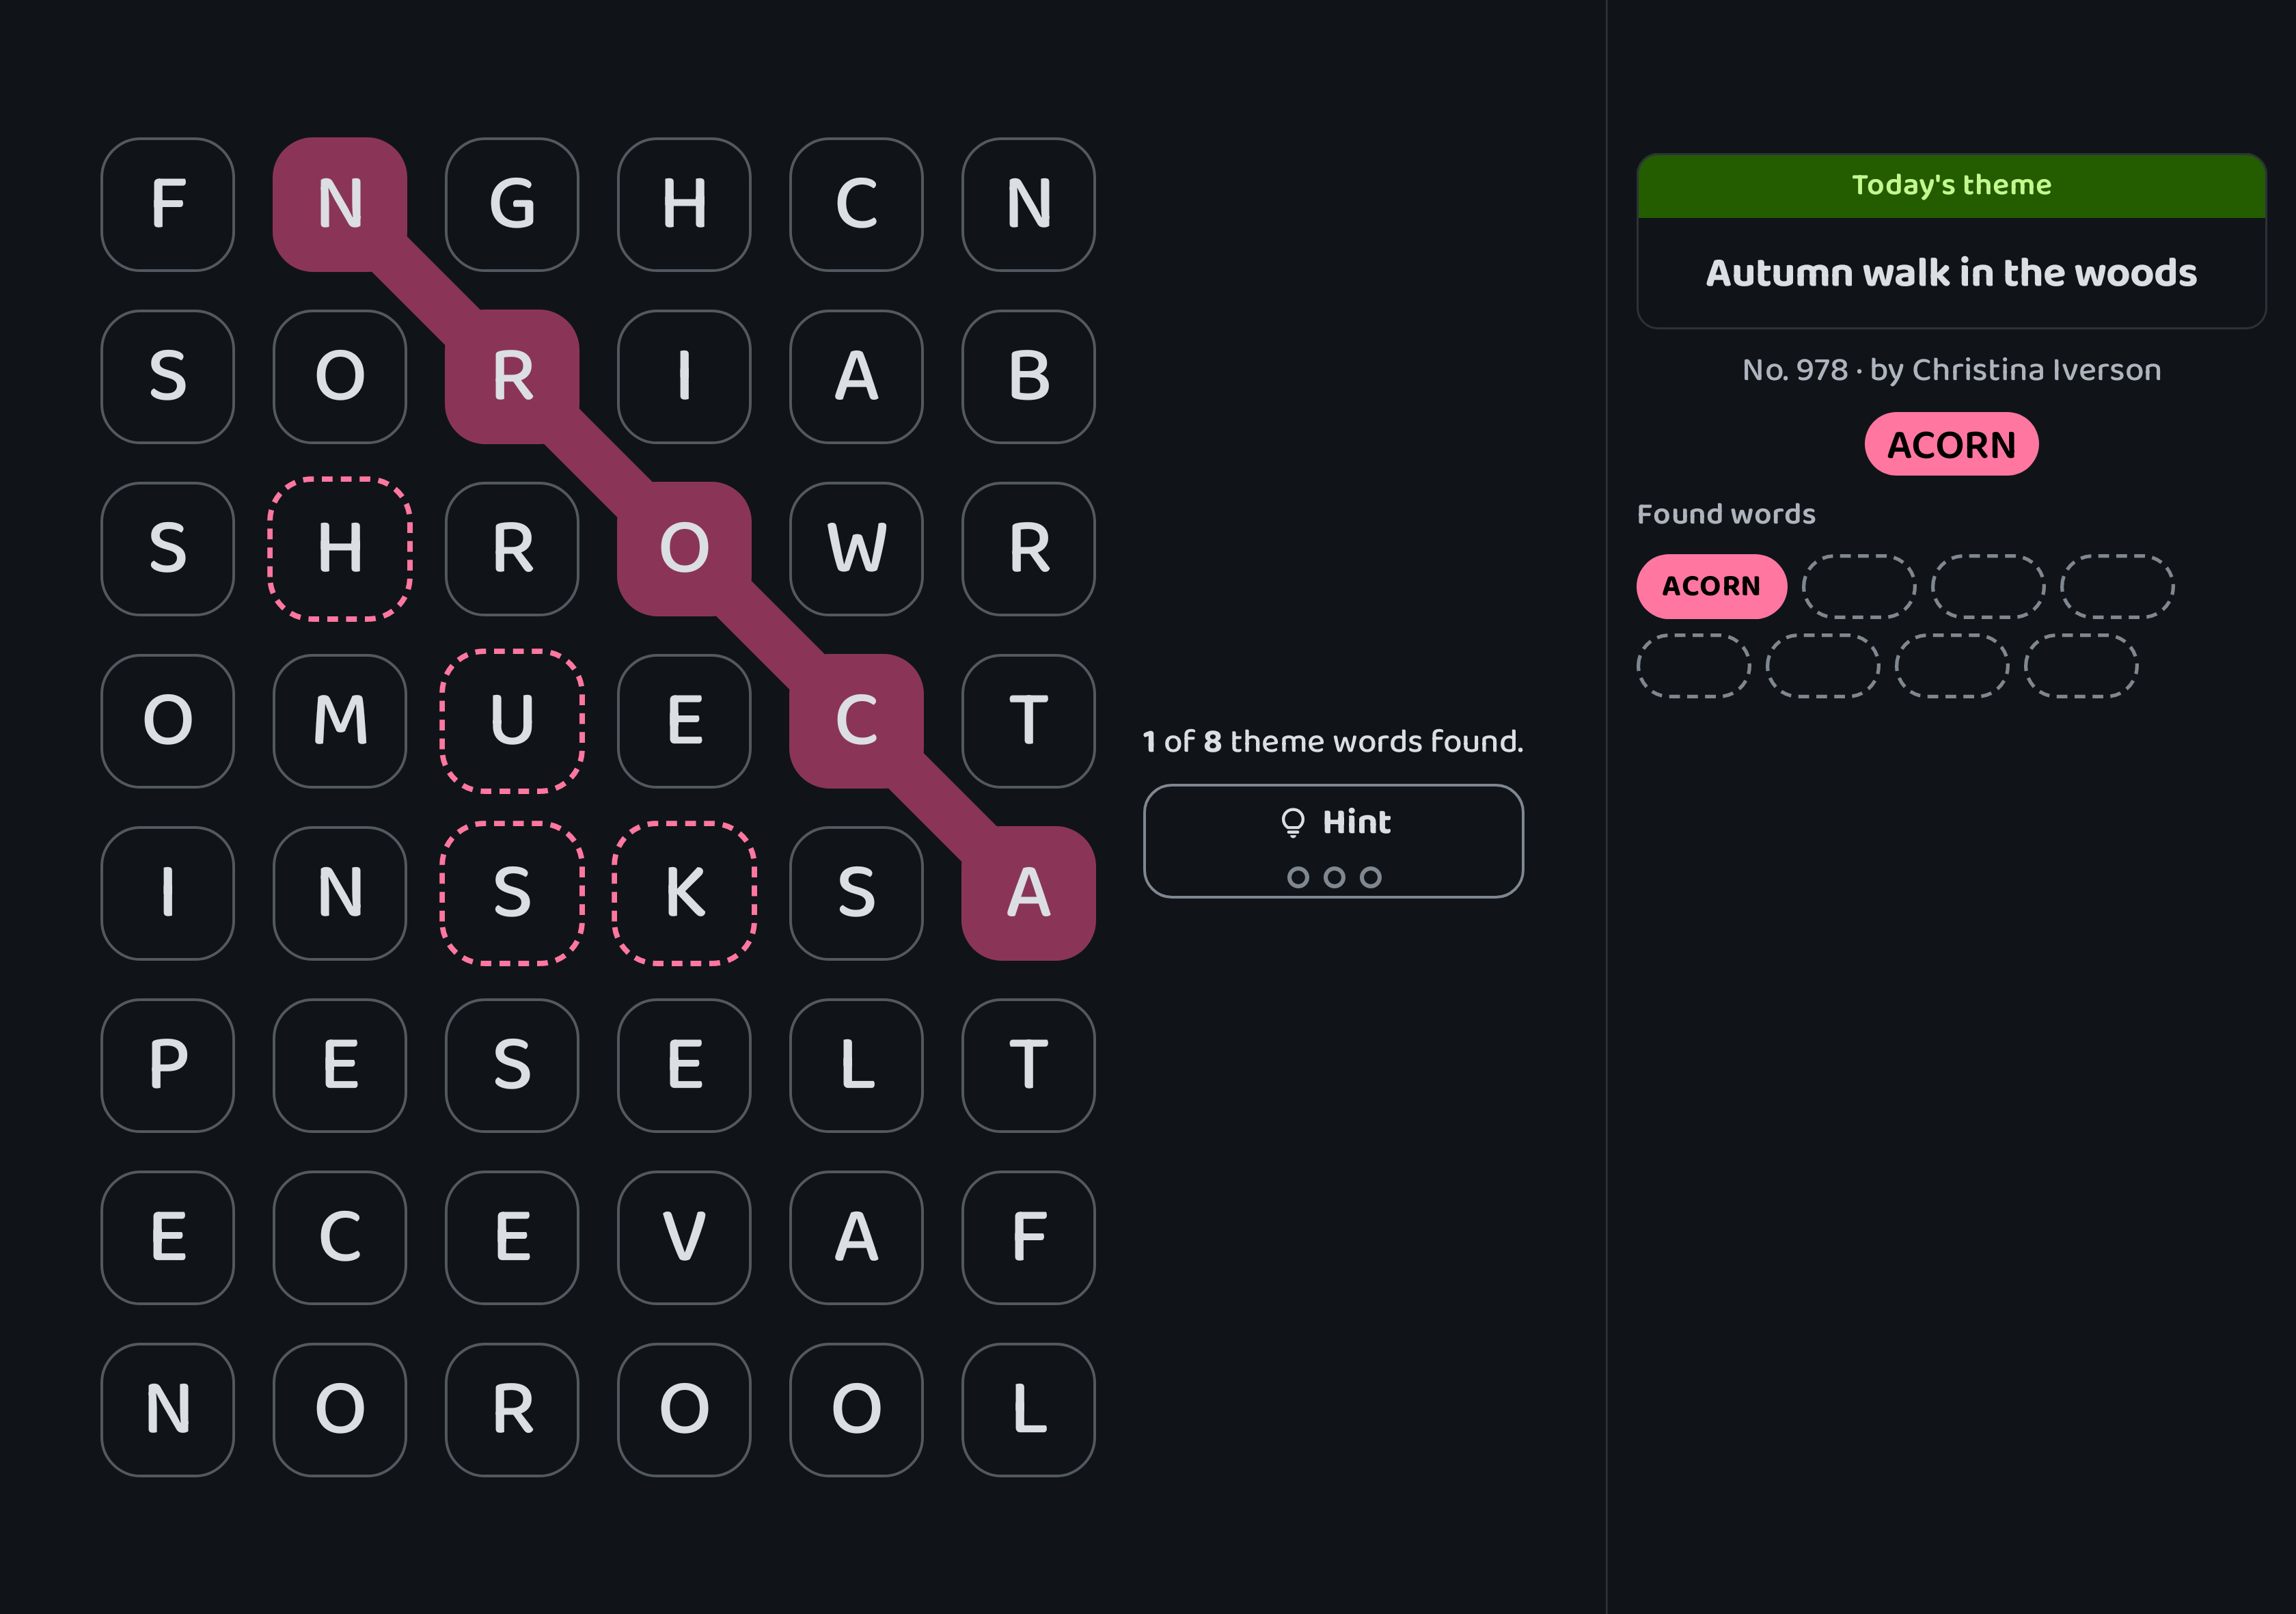 F N G H C N
S O R I A B
S H R O W R
O M U E C T
I N S K S A
P E S E L T
E C E V A F
N O R O O L
1 of 8 theme words found.
Hint
Today's theme
Autumn walk in the woods
No. 978 · by Christina Iverson
ACORN
Found words
ACORN